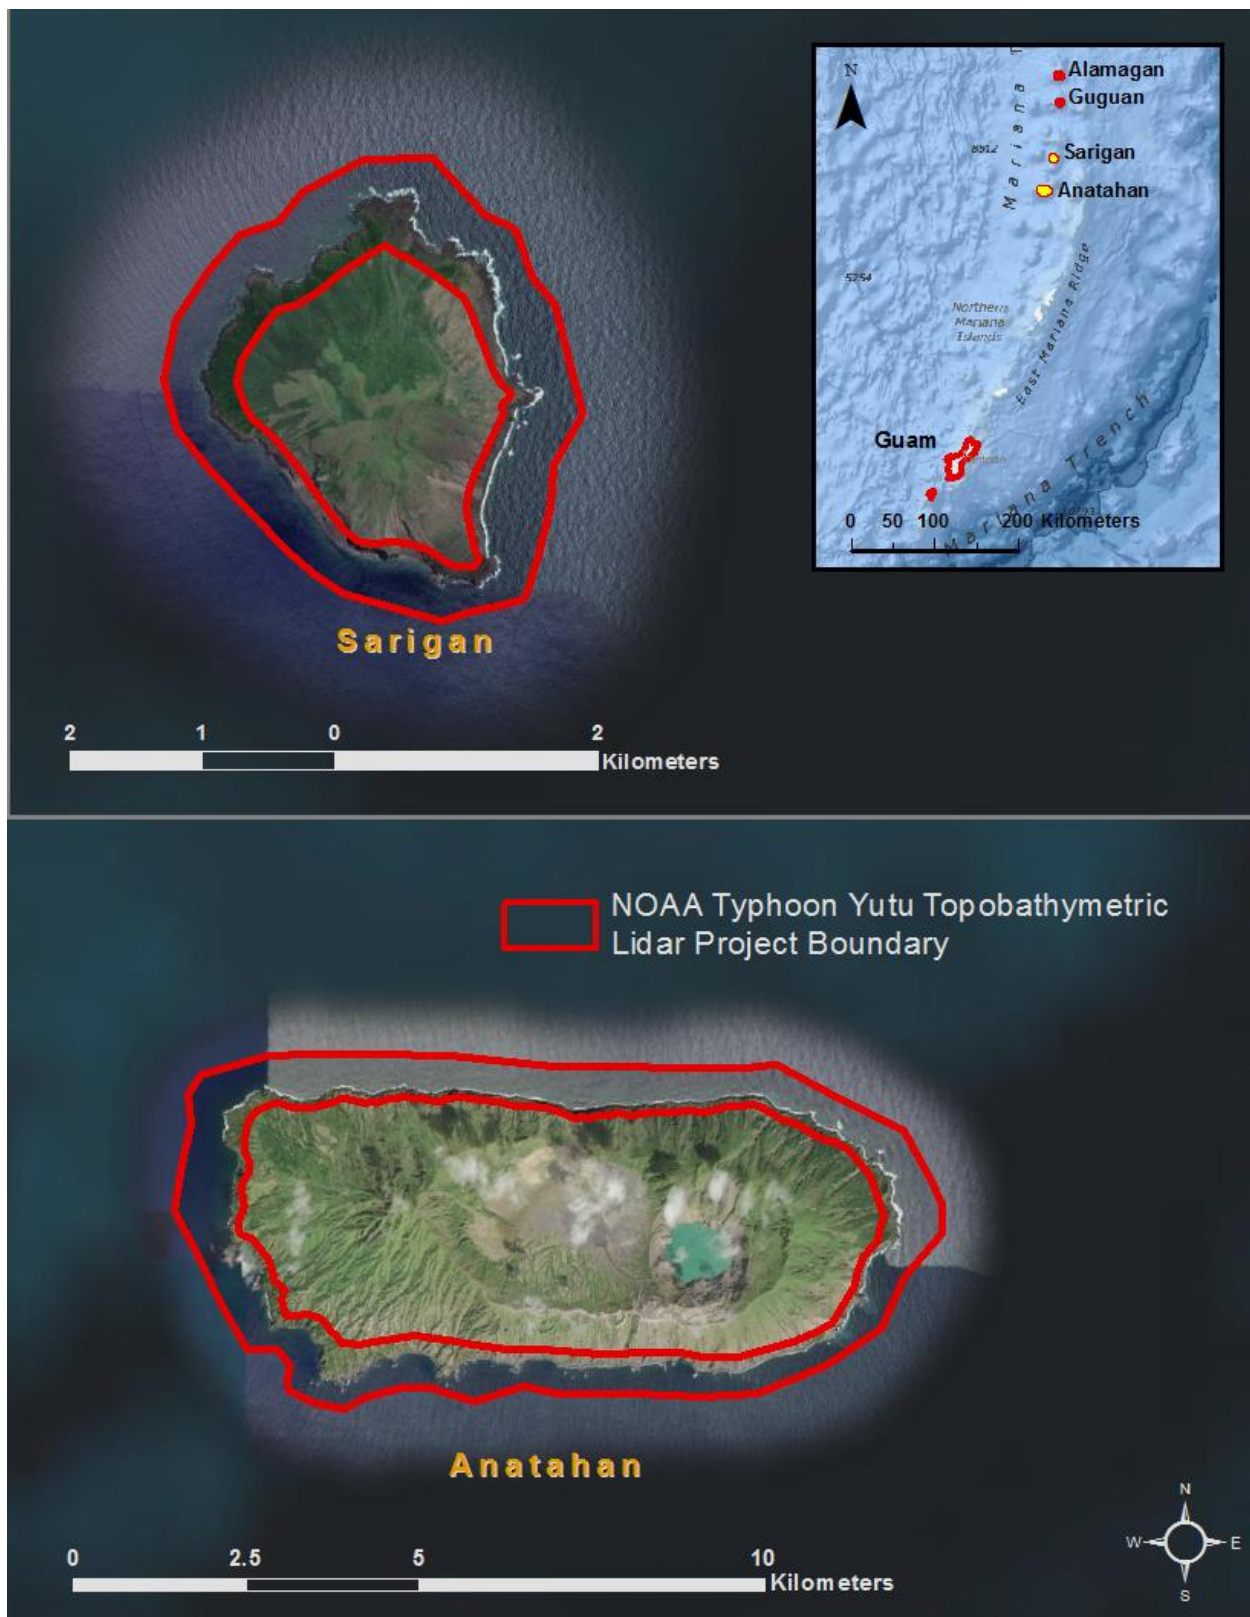 N
Mariana T
Alamagan
Guguan
8912
Sarigan
Anatahan
5254
Northern
Mariana
Islands
East Mariana Ridge
Guam
Mariana Trench
0 50 100 200 Kilometers
Sarigan
2 1 0 2
Kilometers
NOAA Typhoon Yutu Topobathymetric
Lidar Project Boundary
Anatahan
0 2.5 5 10
Kilometers
N
W E
S